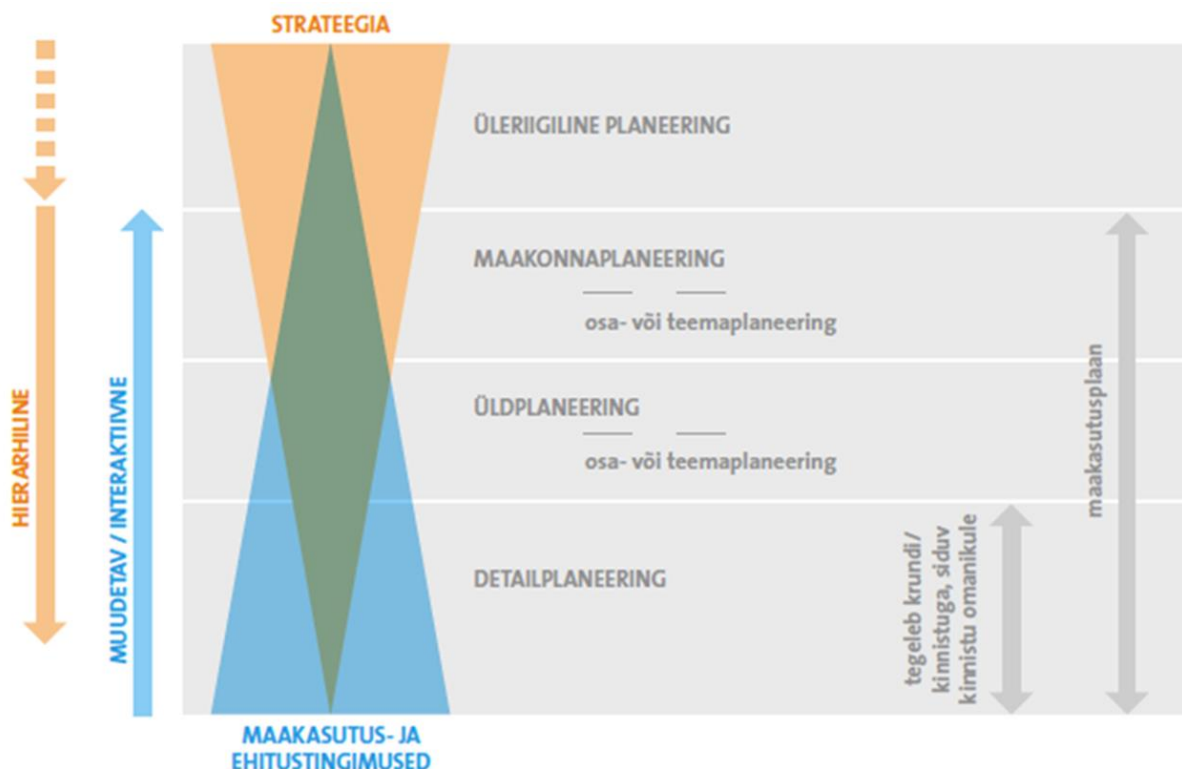 STRATEEGIA
ÜLERIIGILINE PLANEERING
MAAKONNAPLANEERING
osa- või teemaplaneering
ÜLDPLANEERING
osa- või teemaplaneering
DETAILPLANEERING
HIERARHILINE
MUUDETAV / INTERAKTIIVNE
tegeleb krundi/
kinnistuga, siduv
kinnistu omanikule
maakasutusplaan
MAAKASUTUS- JA
EHITUSTINGIMUSED